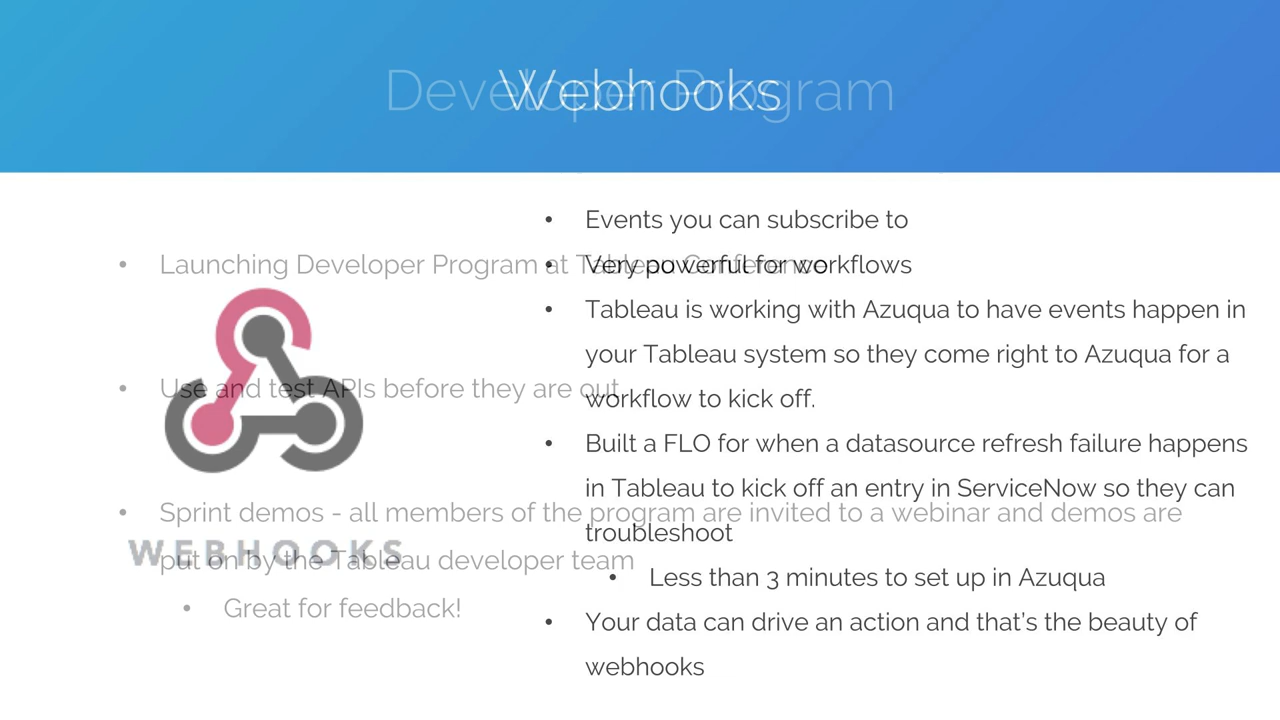 Developer Program
Webhooks
• Events you can subscribe to
• Very powerful for workflows
• Tableau is working with Azuqua to have events happen in
your Tableau system so they come right to Azuqua for a
workflow to kick off.
• Built a FLO for when a datasource refresh failure happens
in Tableau to kick off an entry in ServiceNow so they can
troubleshoot
• Less than 3 minutes to set up in Azuqua
• Your data can drive an action and that's the beauty of
webhooks
WEBHOOKS
• Launching Developer Program at Tableau Conference
• Use and test APIs before they are out
• Sprint demos - all members of the program are invited to a webinar and demos are
put on by the Tableau developer team
• Great for feedback!